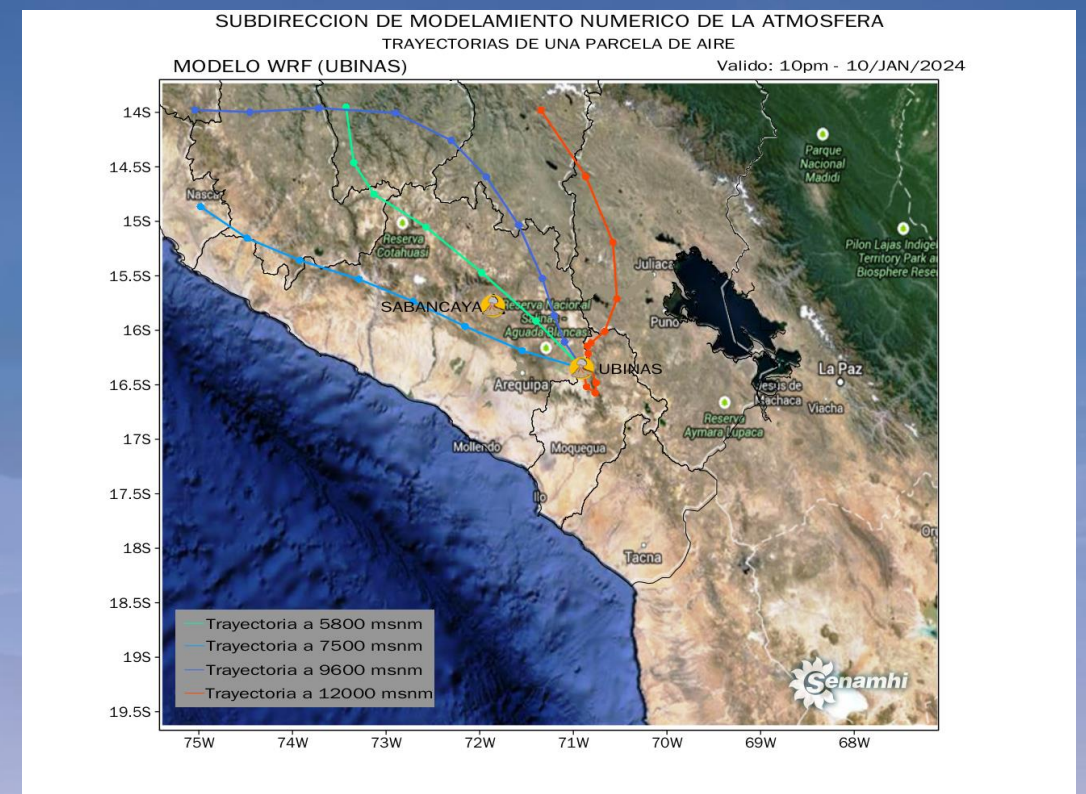 SUBDIRECCION DE MODELAMIENTO NUMERICO DE LA ATMOSFERA
TRAYECTORIAS DE UNA PARCELA DE AIRE
MODELO WRF (UBINAS)
Valido: 10pm - 10/JAN/2024
14S
14.5S
15S
15.5S
16S
16.5S
17S
17.5S
18S
18.5S
19S
19.5S
75W
74W
73W
72W
71W
70W
69W
68W
Parque
Nacional
Madidi
Nasca
Reserva
Cotahuasi
Pilon Lajas Indige
Territory Park a
Biosphere Rese
Juliaca
SABANCAYA
Reserva Nacional
Aguada Blancas
Puno
UBINAS
La Paz
Arequipa
Jesús de
Machaca
Viacha
Reserva
Aymara Lupaca
Mollendo
Moquegua
Ilo
Tacna
Trayectoria a 5800 msnm
Trayectoria a 7500 msnm
Trayectoria a 9600 msnm
Trayectoria a 12000 msnm
Senamhi